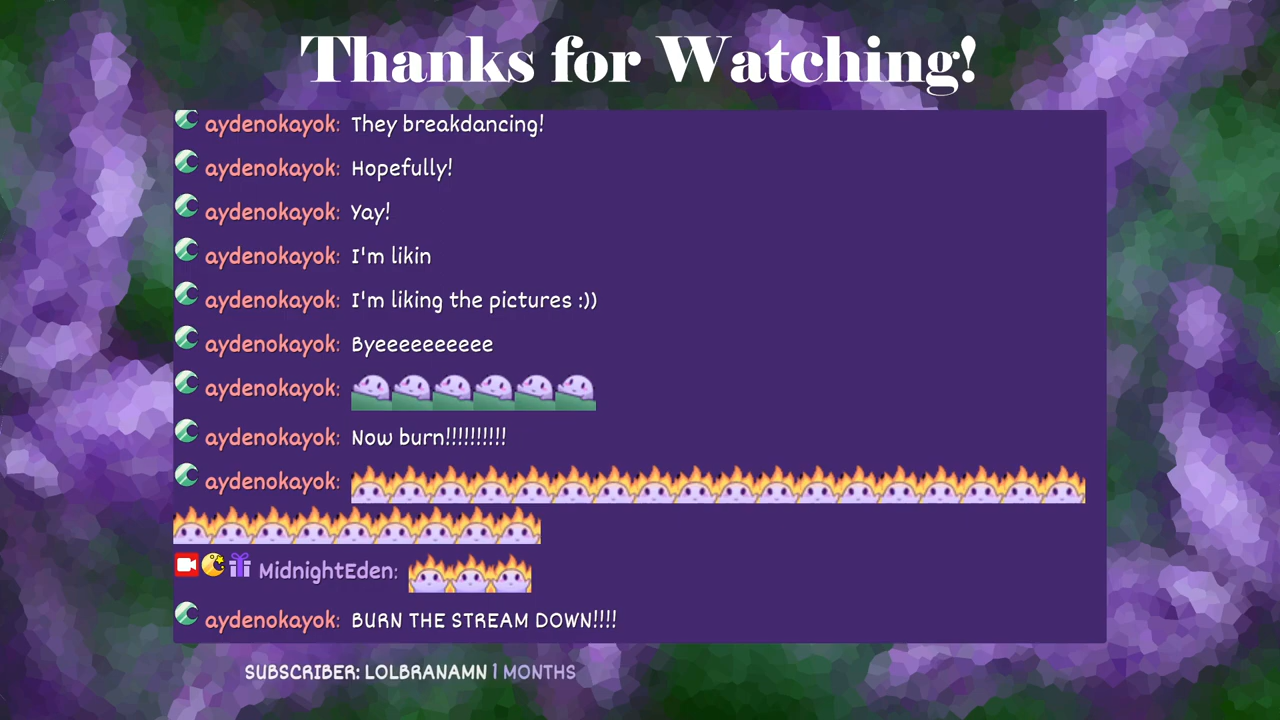 Thanks for Watching!
aydenokayok: They breakdancing!
aydenokayok: Hopefully!
aydenokayok: Yay!
aydenokayok: I'm likin
aydenokayok: I'm liking the pictures :))
aydenokayok: Byeeeeeeeeee
aydenokayok:
aydenokayok: Now burn!!!!!!!!!!
aydenokayok:
MidnightEden:
aydenokayok: BURN THE STREAM DOWN!!!!
SUBSCRIBER: LOLBRANAMN 1 MONTHS